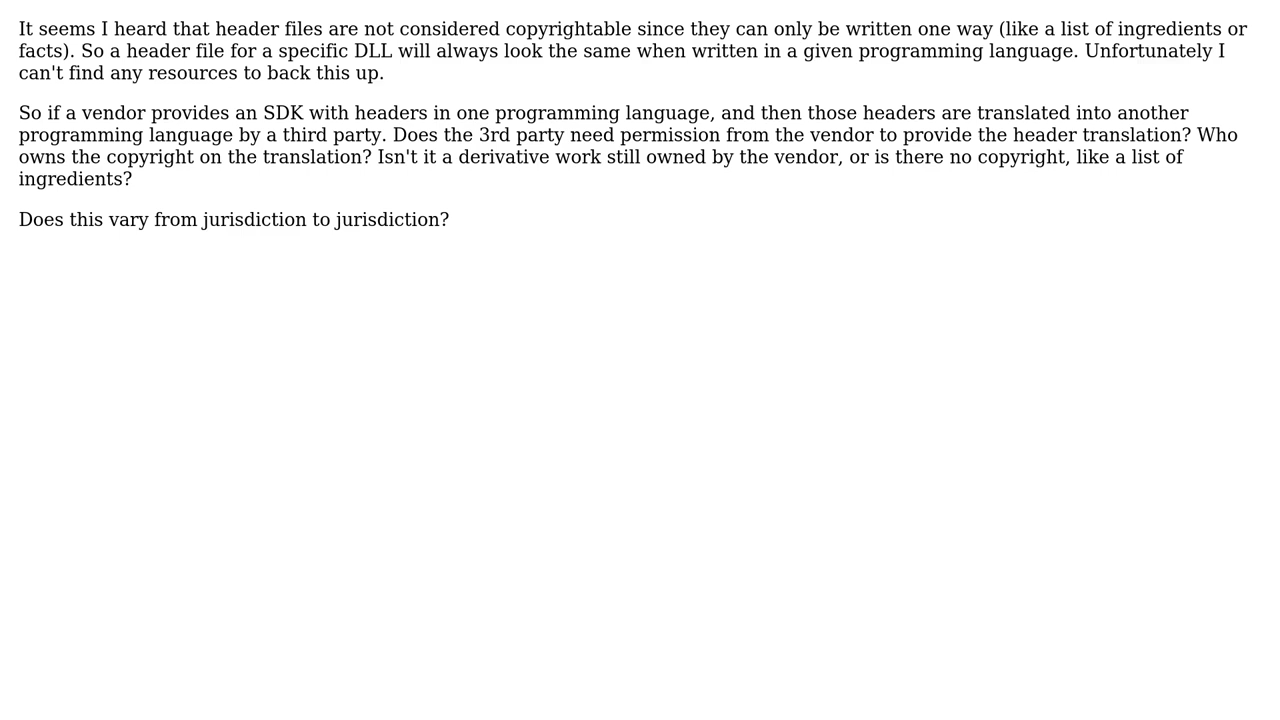 It seems I heard that header files are not considered copyrightable since they can only be written one way (like a list of ingredients or
facts). So a header file for a specific DLL will always look the same when written in a given programming language. Unfortunately I
can't find any resources to back this up.
So if a vendor provides an SDK with headers in one programming language, and then those headers are translated into another
programming language by a third party. Does the 3rd party need permission from the vendor to provide the header translation? Who
owns the copyright on the translation? Isn't it a derivative work still owned by the vendor, or is there no copyright, like a list of
ingredients?
Does this vary from jurisdiction to jurisdiction?